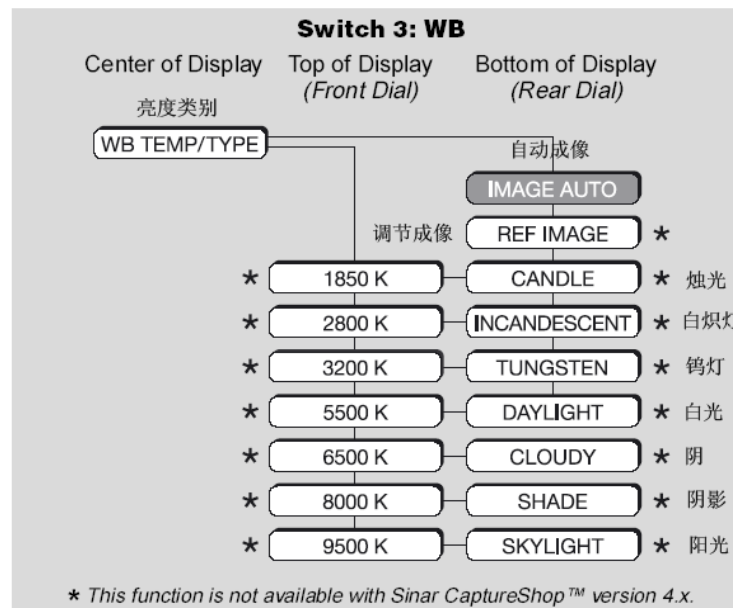 Switch 3: WB
Center of Display Top of Display Bottom of Display
(Front Dial) (Rear Dial)
亮度类别
WB TEMP/TYPE
自动成像
IMAGE AUTO
调节成像 REF IMAGE *
* 1850 K CANDLE * 烛光
* 2800 K INCANDESCENT * 白炽灯
* 3200 K TUNGSTEN * 钨灯
* 5500 K DAYLIGHT * 白光
* 6500 K CLOUDY * 阴
* 8000 K SHADE * 阴影
* 9500 K SKYLIGHT * 阳光
* This function is not available with Sinar CaptureShop™ version 4.x.